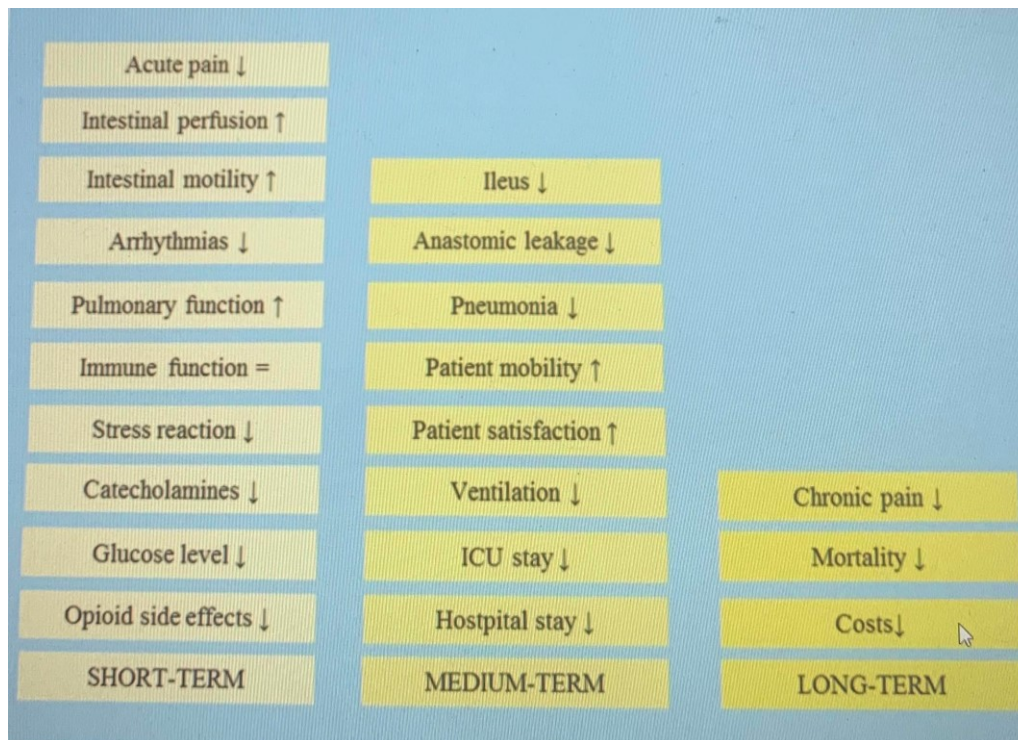 Acute pain ↓
Intestinal perfusion ↑
Intestinal motility ↑
Arrhythmias ↓
Pulmonary function ↑
Immune function =
Stress reaction ↓
Catecholamines ↓
Glucose level ↓
Opioid side effects ↓
SHORT-TERM
Ileus ↓
Anastomic leakage ↓
Pneumonia ↓
Patient mobility ↑
Patient satisfaction ↑
Ventilation ↓
ICU stay ↓
Hostpital stay ↓
MEDIUM-TERM
Chronic pain ↓
Mortality ↓
Costs↓
LONG-TERM